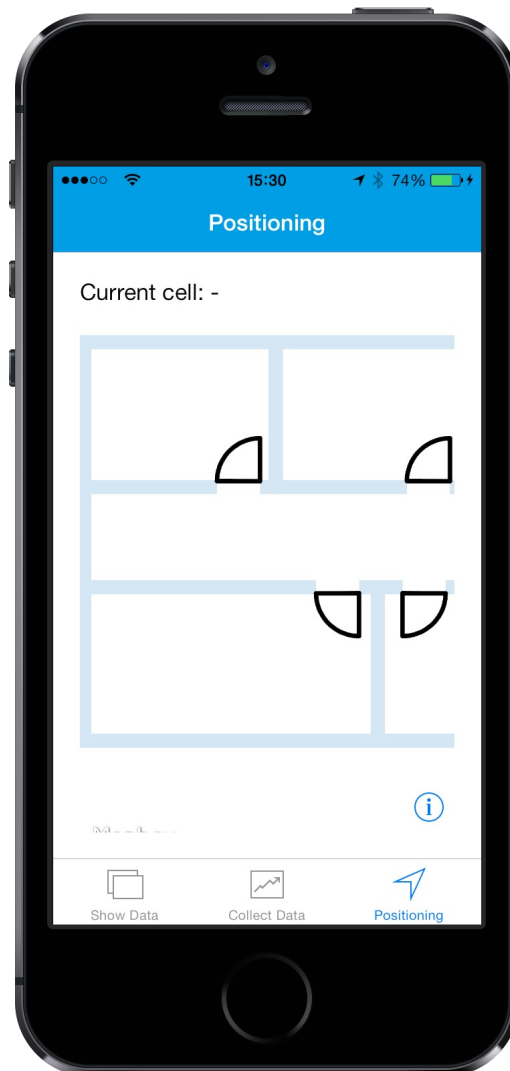 15:30
74%
Positioning
Current cell: -
Show Data
Collect Data
Positioning